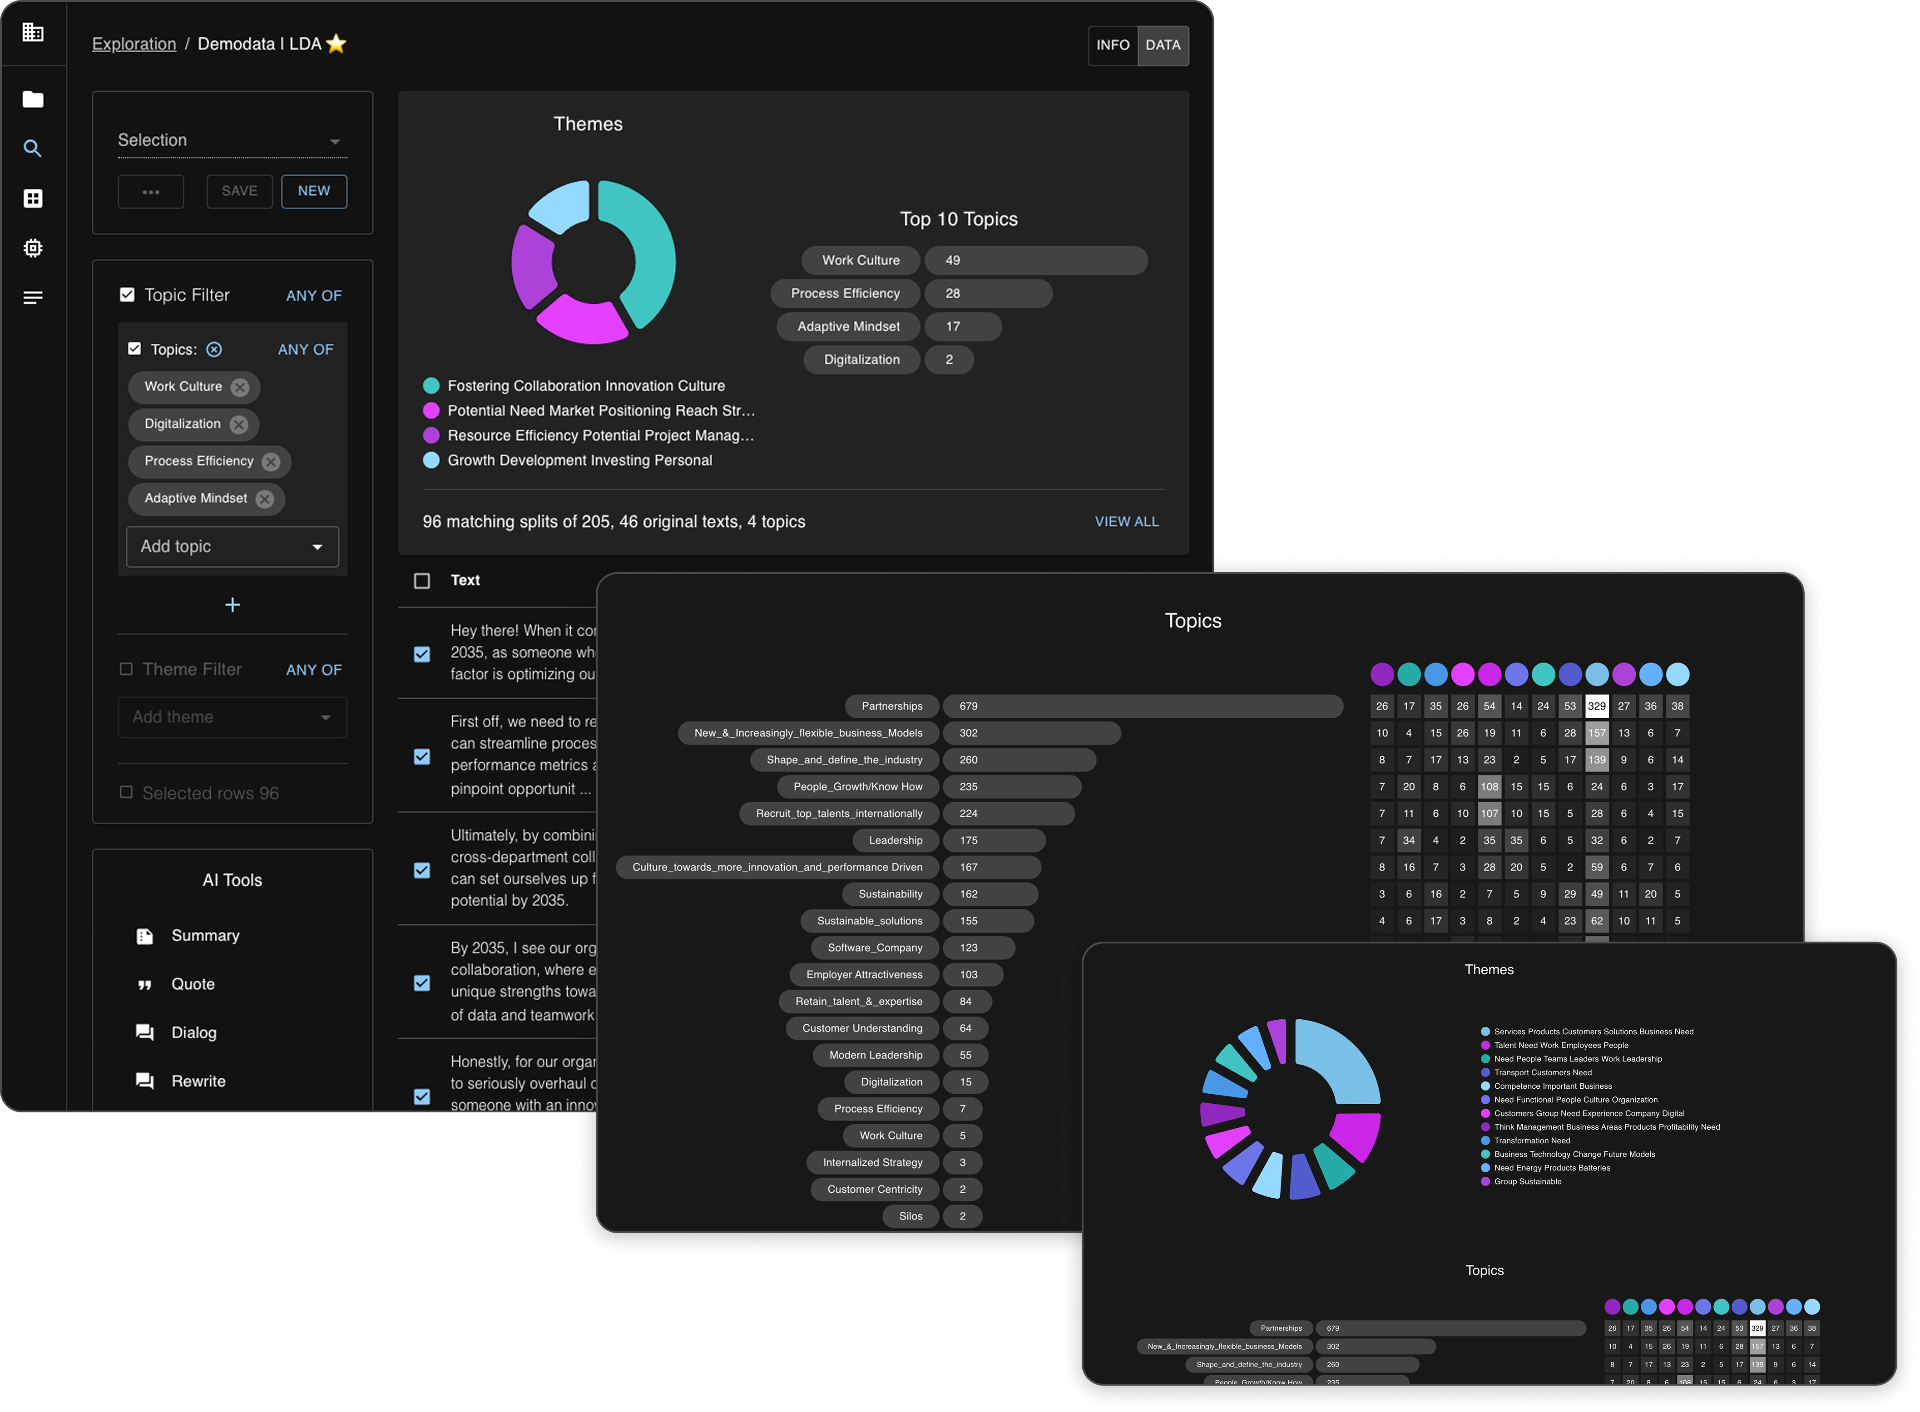 Exploration / Demodata | LDA ⭐
INFO DATA
Selection
SAVE NEW
Topic Filter ANY OF
Topics: ANY OF
Work Culture
Digitalization
Process Efficiency
Adaptive Mindset
Add topic
+
Theme Filter ANY OF
Add theme
Selected rows 96
AI Tools
Summary
Quote
Dialog
Rewrite
Themes
Fostering Collaboration Innovation Culture
Potential Need Market Positioning Reach Str...
Resource Efficiency Potential Project Manag...
Growth Development Investing Personal
Top 10 Topics
Work Culture 49
Process Efficiency 28
Adaptive Mindset 17
Digitalization 2
96 matching splits of 205, 46 original texts, 4 topics
VIEW ALL
Text
Hey there! When it co
2035, as someone wh
factor is optimizing ou
First off, we need to re
can streamline proces
performance metrics
pinpoint opportunit ...
Ultimately, by combini
cross-department coll
can set ourselves up f
potential by 2035.
By 2035, I see our org
collaboration, where e
unique strengths towa
of data and teamwork
Honestly, for our orgar
to seriously overhaul
someone with an inno
Topics
Partnerships 679 26 17 35 26 54 14 24 53 329 27 36 38
New_&_Increasingly_flexible_business_Models 302 10 4 15 26 19 11 6 28 157 13 6 7
Shape_and_define_the_industry 260 8 7 17 13 23 2 5 17 139 9 6 14
People_Growth/Know How 235 7 20 8 6 108 15 15 6 24 6 3 17
Recruit_top_talents_internationally 224 7 11 6 10 107 10 15 5 28 6 4 15
Leadership 175 7 34 4 2 35 35 6 5 32 6 2 7
Culture_towards_more_innovation_and_performance Driven 167 8 16 7 3 28 20 5 2 59 6 7 6
Sustainability 162 3 6 16 2 7 5 9 29 49 11 20 5
Sustainable_solutions 155 4 6 17 3 8 2 4 23 62 10 11 5
Software_Company 123
Employer Attractiveness 103
Retain_talent_&_expertise 84
Customer Understanding 64
Modern Leadership 55
Digitalization 15
Process Efficiency 7
Work Culture 5
Internalized Strategy 3
Customer Centricity 2
Silos 2
Themes
Services Products Customers Solutions Business Need
Talent Need Work Employees People
Need People Teams Leaders Work Leadership
Transport Customers Need
Competence Important Business
Need Functional People Culture Organization
Customers Group Need Experience Company Digital
Think Management Business Areas Products Profitability Need
Transformation Need
Business Technology Change Future Models
Need Energy Products Batteries
Group Sustainable
Topics
Partnerships 679 26 17 35 26 54 14 24 53 329 27 36 38
New_&_Increasingly_flexible_business_Models 302 10 4 15 26 19 11 6 28 157 13 6 7
Shape_and_define_the_industry 260 8 7 17 13 23 2 5 17 139 9 6 14
People_Growth/Know How 235 7 20 8 6 108 15 15 6 24 6 3 17